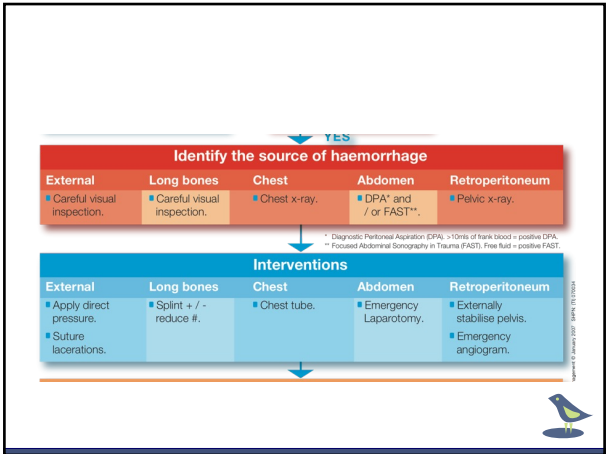 YES
Identify the source of haemorrhage
External Long bones Chest Abdomen Retroperitoneum
Careful visual inspection.
Careful visual inspection.
Chest x-ray.
DPA* and / or FAST**.
Pelvic x-ray.
* Diagnostic Peritoneal Aspiration (DPA). >10mls of frank blood = positive DPA.
** Focused Abdominal Sonography in Trauma (FAST). Free fluid = positive FAST.
Interventions
External Long bones Chest Abdomen Retroperitoneum
Apply direct pressure.
Suture lacerations.
Splint + / - reduce #.
Chest tube.
Emergency Laparotomy.
Externally stabilise pelvis.
Emergency angiogram.
January 2007